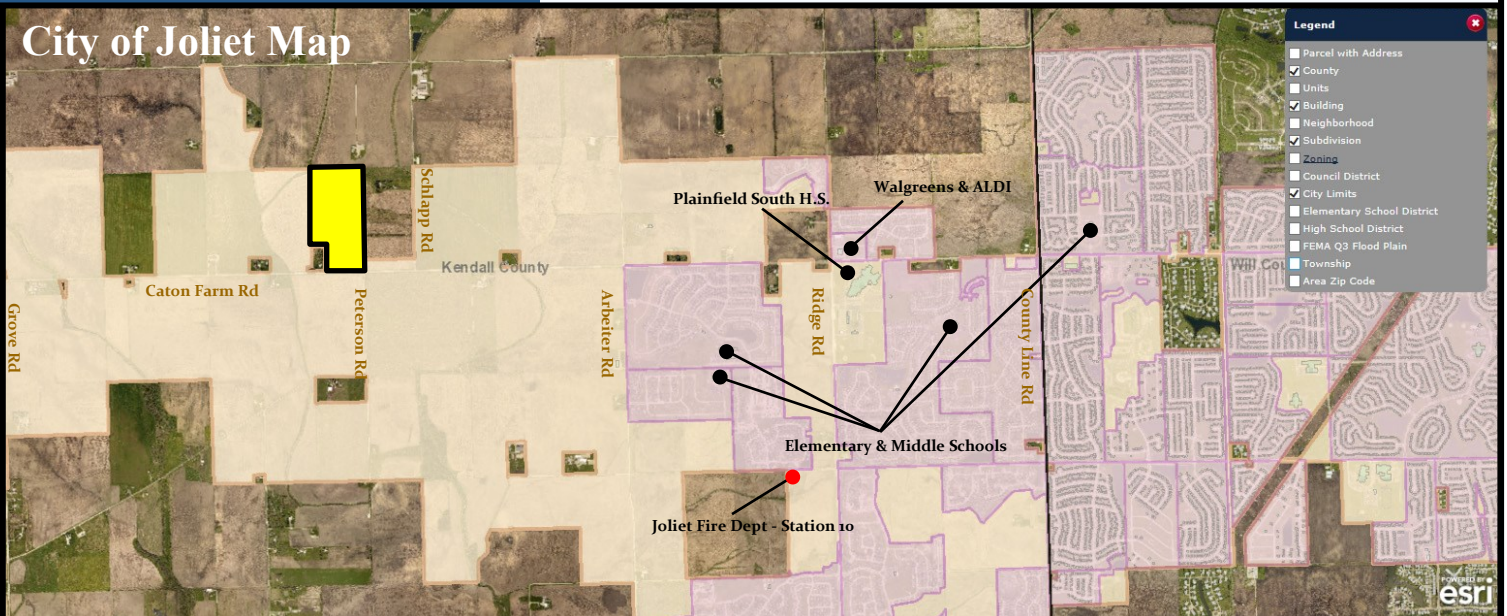 City of Joliet Map
Legend
Parcel with Address
County
Units
Building
Neighborhood
Subdivision
Zoning
Council District
City Limits
Elementary School District
High School District
FEMA Q3 Flood Plain
Township
Area Zip Code
Plainfield South H.S.
Walgreens & ALDI
Schlapp Rd
Kendall County
Will Cou
Caton Farm Rd
Grove Rd
Peterson Rd
Arbeiter Rd
Ridge Rd
County Line Rd
Elementary & Middle Schools
Joliet Fire Dept - Station 10
POWERED BY
esri